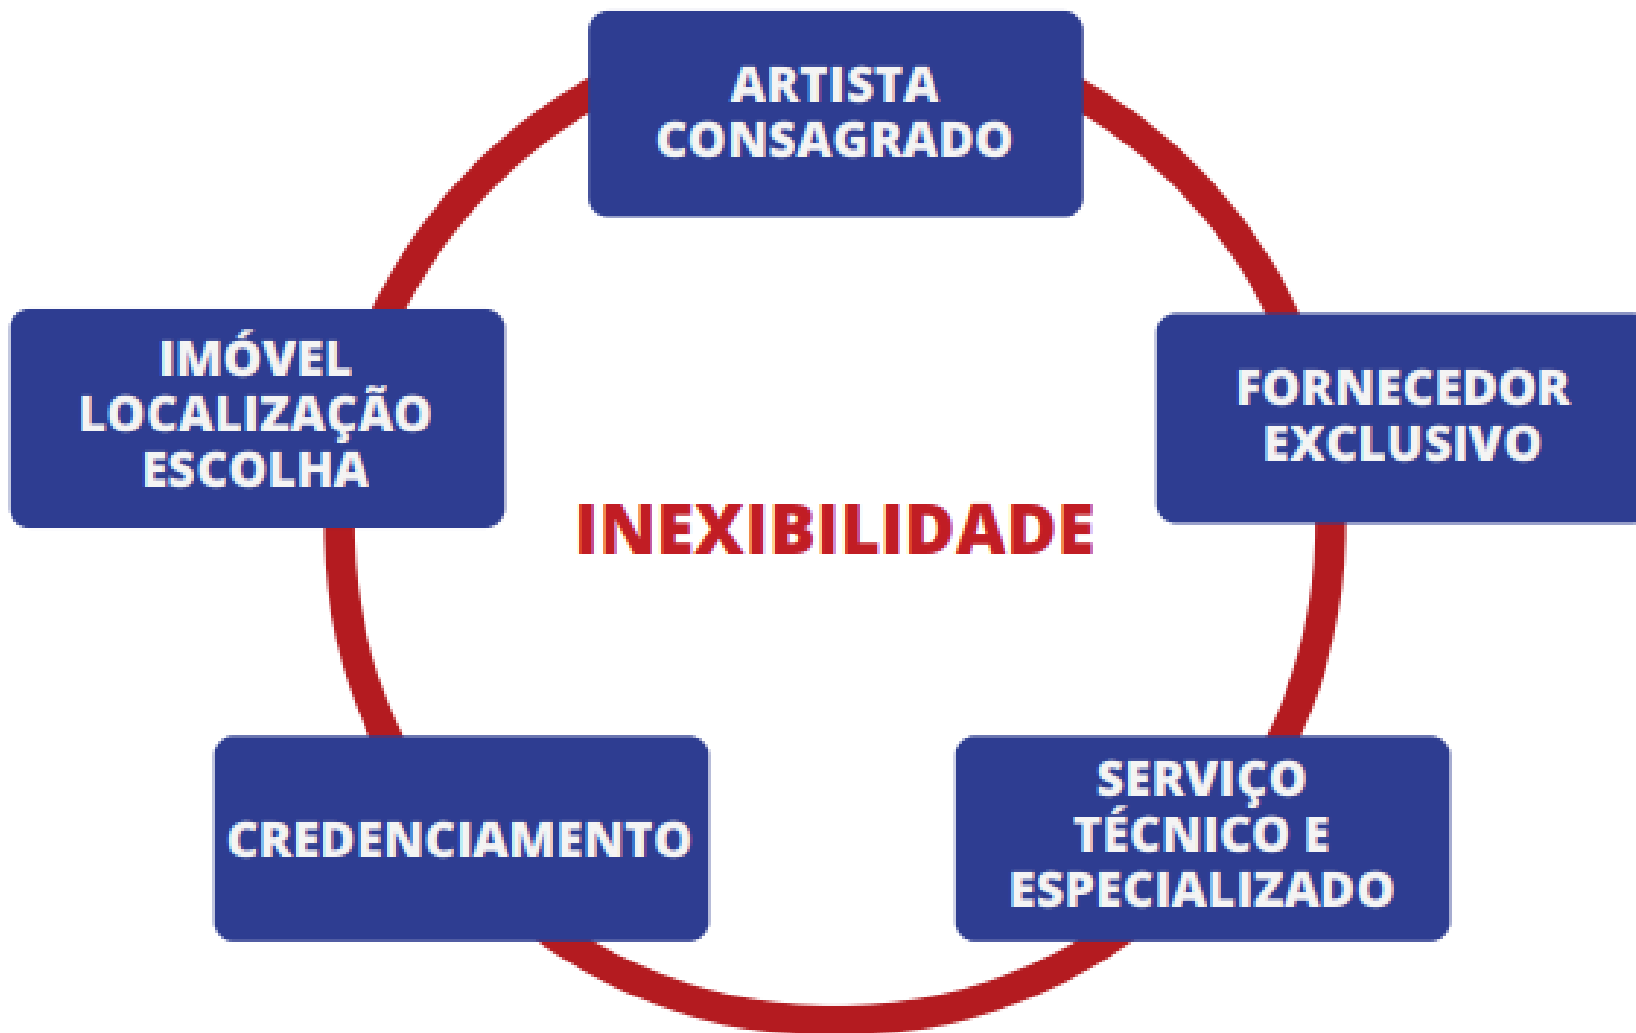 ARTISTA
CONSAGRADO
IMÓVEL
LOCALIZAÇÃO
ESCOLHA
FORNECEDOR
EXCLUSIVO
INEXIBILIDADE
CREDENCIAMENTO
SERVIÇO
TÉCNICO E
ESPECIALIZADO